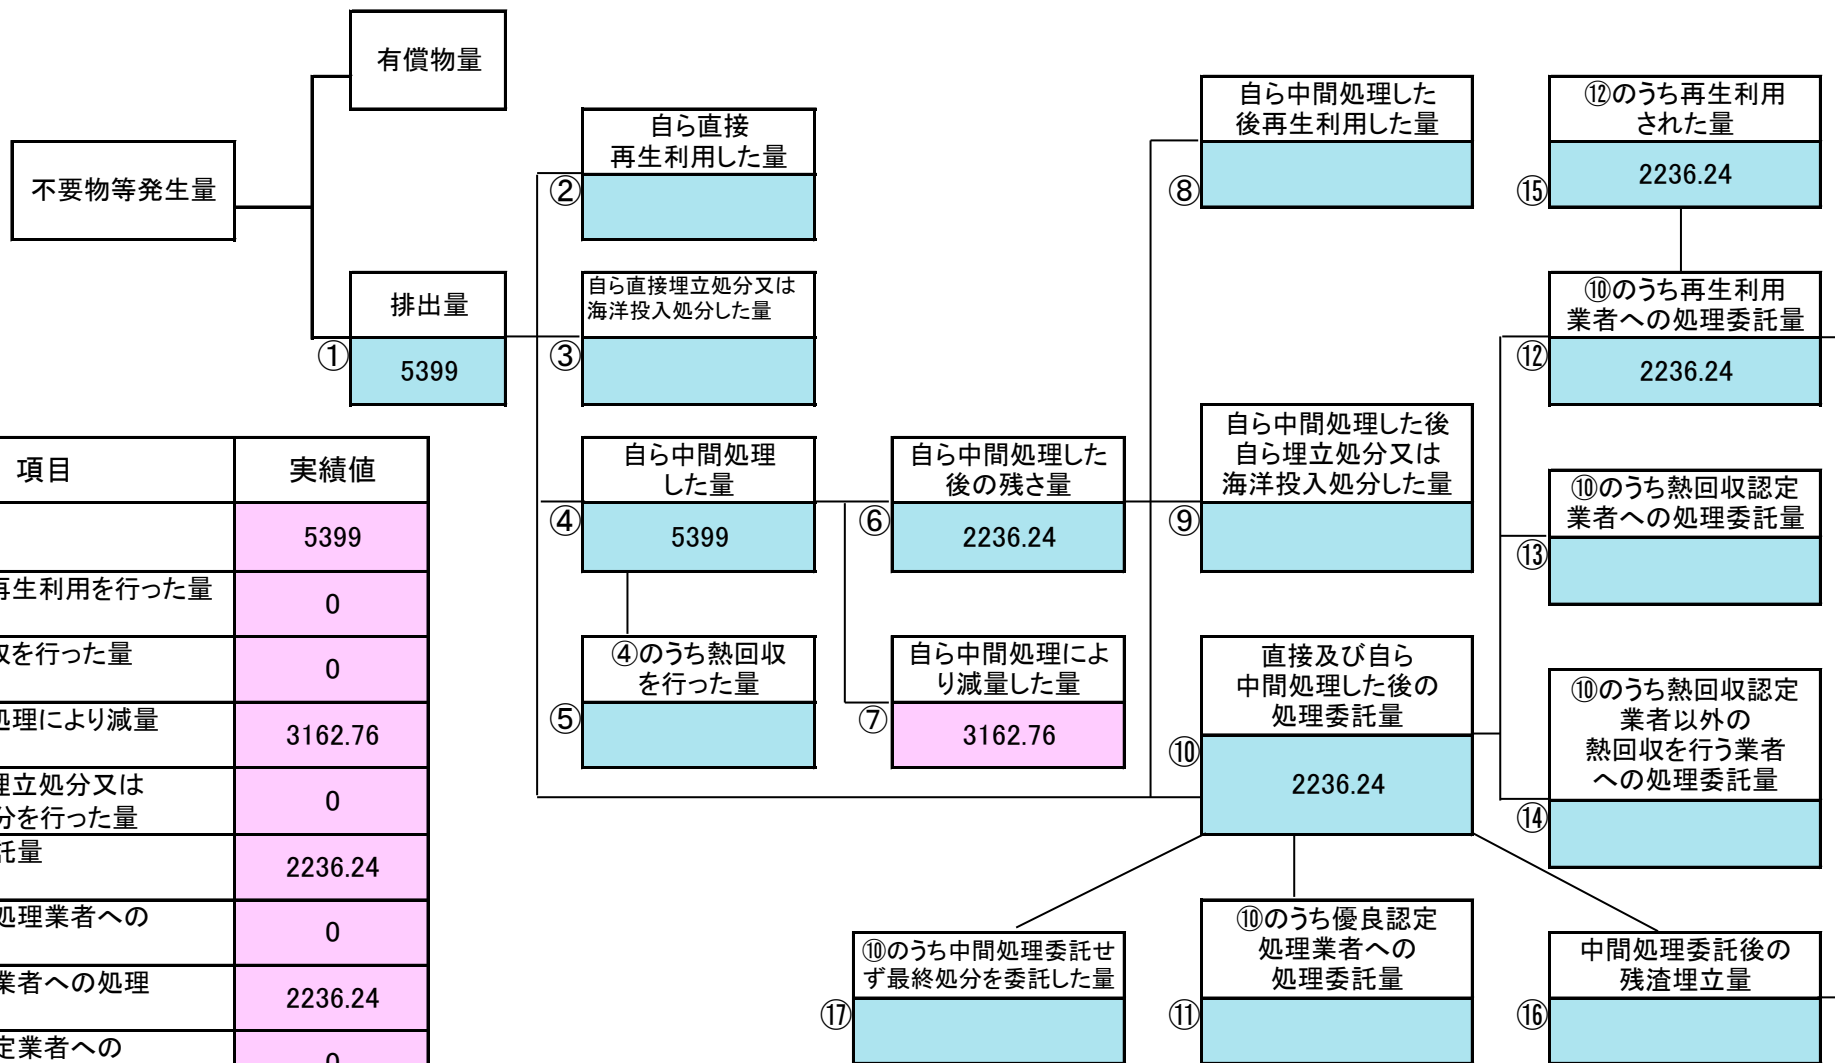 有償物量
不要物等発生量
排出量
①
5399
自ら直接
再生利用した量
②
自ら直接埋立処分又は
海洋投入処分した量
③
自ら中間処理
した量
④
5399
④のうち熱回収
を行った量
⑤
自ら中間処理した
後の残さ量
⑥
2236.24
自ら中間処理によ
り減量した量
⑦
3162.76
自ら中間処理した
後再生利用した量
⑧
自ら中間処理した後
自ら埋立処分又は
海洋投入処分した量
⑨
直接及び自ら
中間処理した後の
処理委託量
⑩
2236.24
⑫のうち再生利用
された量
⑮
2236.24
⑩のうち再生利用
業者への処理委託量
⑫
2236.24
⑩のうち熱回収認定
業者への処理委託量
⑬
⑩のうち熱回収認定
業者以外の
熱回収を行う業者
への処理委託量
⑭
⑩のうち中間処理委託せ
ず最終処分を委託した量
⑰
⑩のうち優良認定
処理業者への
処理委託量
⑪
中間処理委託後の
残渣埋立量
⑯
項目 実績値
5399
再生利用を行った量 0
収を行った量 0
処理により減量 3162.76
埋立処分又は
分を行った量 0
託量 2236.24
処理業者への 0
業者への処理 2236.24
定業者への 0